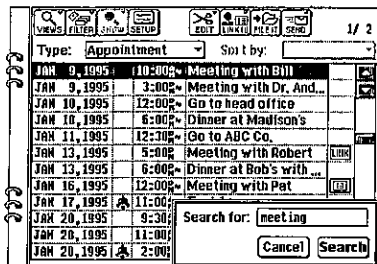 VIEWS FILTER SHOW SETUP EDIT LINK IT FILE IT SEND 1/ 2
Type: Appointment Sort by:
JAN 9,1995 10:00 Meeting with Bill
JAN 9,1995 3:00 Meeting with Dr. And...
JAN 10,1995 12:00 Go to head office
JAN 10,1995 6:00 Dinner at Madison's
JAN 11,1995 12:30 Go to ABC Co.
JAN 13,1995 5:00 Meeting with Robert LINK
JAN 13,1995 6:00 Dinner at Bob's with ...
JAN 16,1995 12:00 Meeting with Pat
JAN 17,1995 11:00
JAN 20,1995 9:30 Search for: meeting
JAN 20,1995 11:00
JAN 20,1995 2:00 Cancel Search